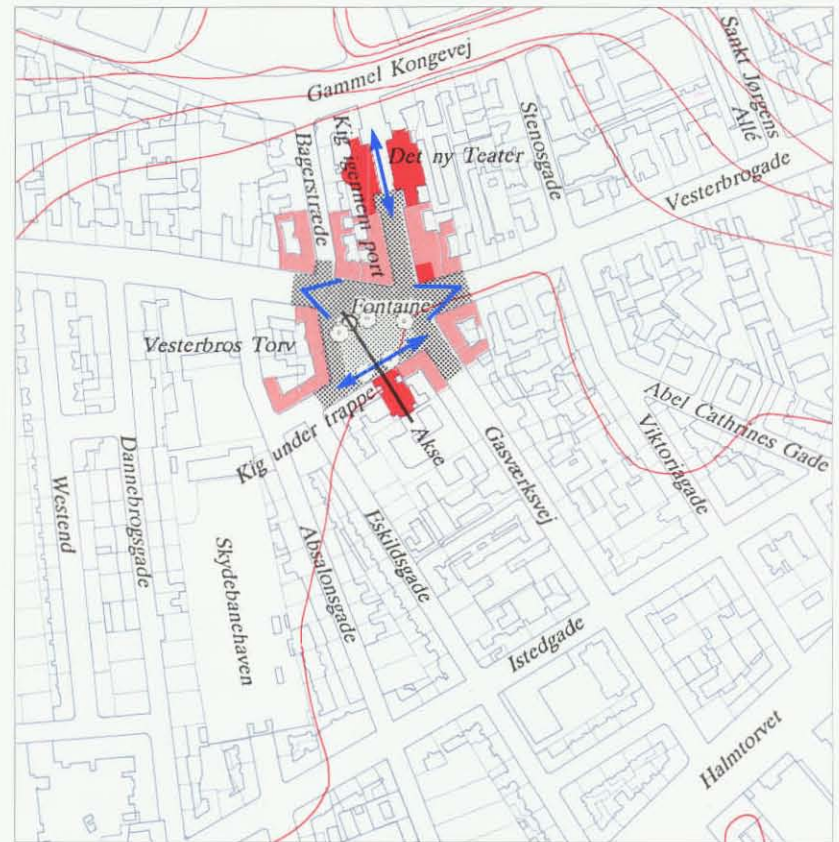 Gammel Kongevej
Sankt Jørgens
Allé
Stenosgade
Bagerstræde
Kig igennem port
Det ny Teater
Vesterbrogade
Fontaine
Vesterbros Torv
Kig under trappe
Akse
Abel Cathrines Gade
Viktoriagade
Gasværksvej
Westend
Dannebrogsgade
Skydebanehaven
Absalonsgade
Eskildsgade
Istedgade
Halmtorvet